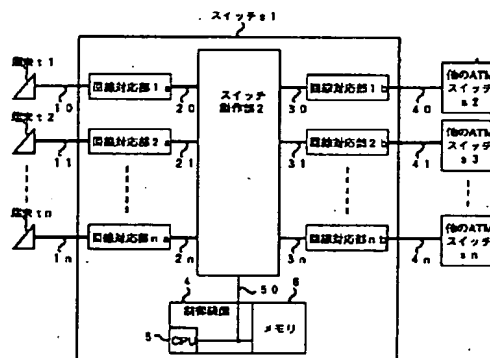 スイッチs1
端末t1
10
回線対応部1a
20
スイッチ
動作部2
30
回線対応部1b
40
他のATM
スイッチ
s2
端末t2
11
回線対応部2a
21
31
回線対応部2b
41
他のATM
スイッチ
s3
端末tn
1n
回線対応部na
2n
3n
回線対応部nb
4n
他のATM
スイッチ
sn
4
50
6
制御装置
5
CPU
メモリ